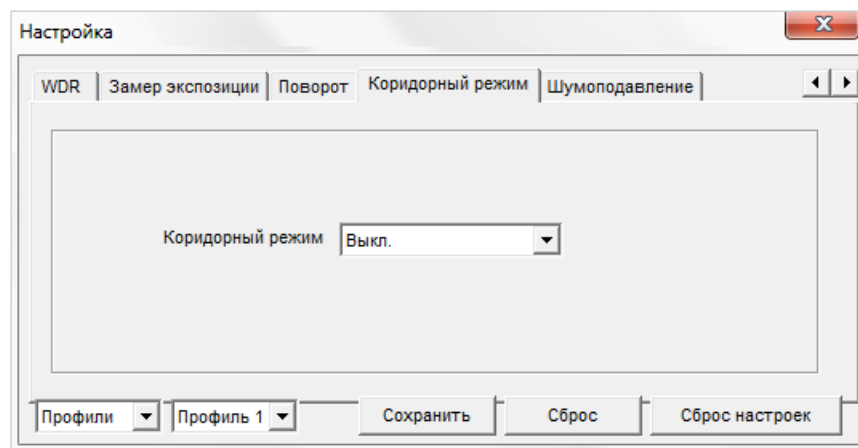 Настройка
WDR Замер экспозиции Поворот Коридорный режим Шумоподавление
Коридорный режим Выкл.
Профили Профиль 1 Сохранить Сброс Сброс настроек